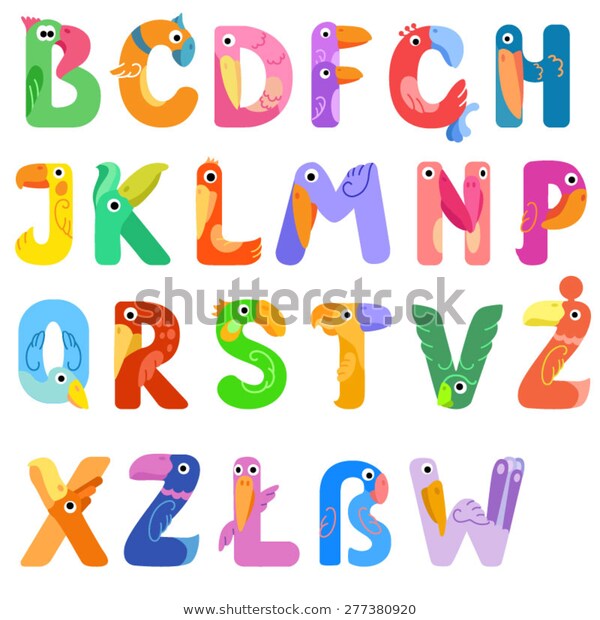 B C D F Ç H
J K L M N P
shutterstock
Q R S T V Ż
X Z Ł ß W
www.shutterstock.com · 277380920